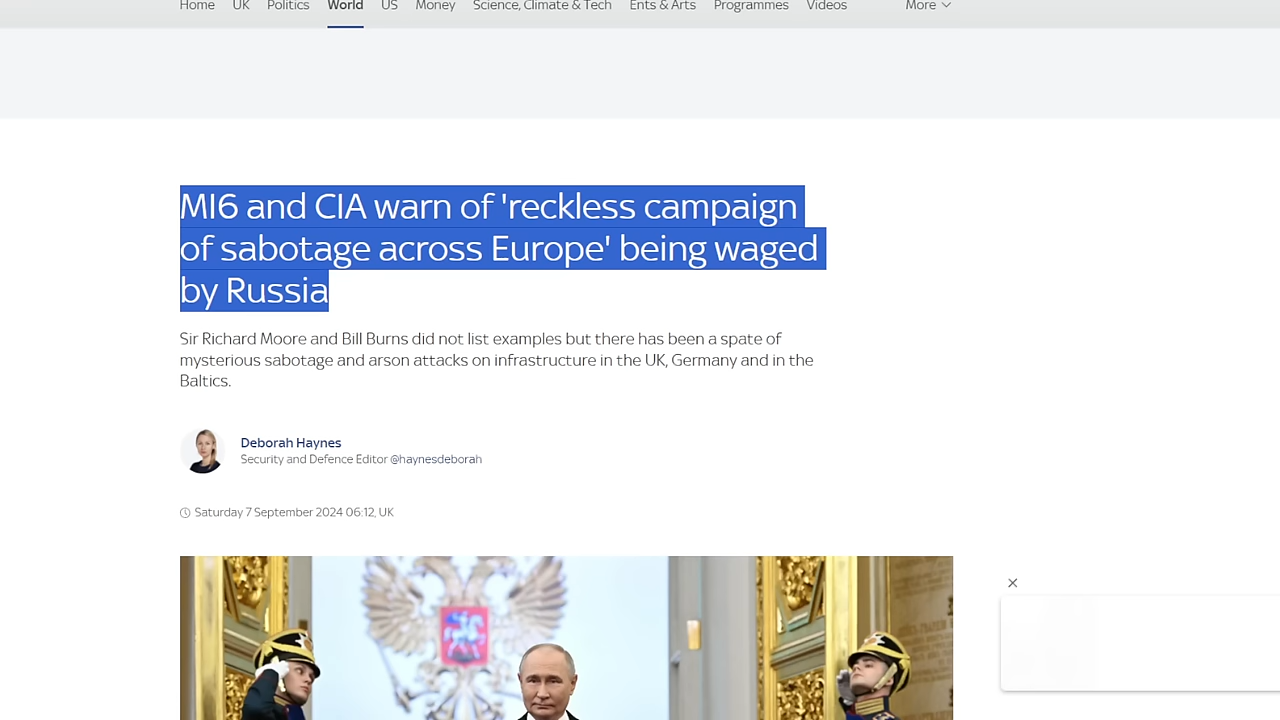 Home UK Politics World US Money Science, Climate & Tech Ents & Arts Programmes Videos More
MI6 and CIA warn of 'reckless campaign
of sabotage across Europe' being waged
by Russia
Sir Richard Moore and Bill Burns did not list examples but there has been a spate of
mysterious sabotage and arson attacks on infrastructure in the UK, Germany and in the
Baltics.
Deborah Haynes
Security and Defence Editor @haynesdeborah
Saturday 7 September 2024 06:12, UK